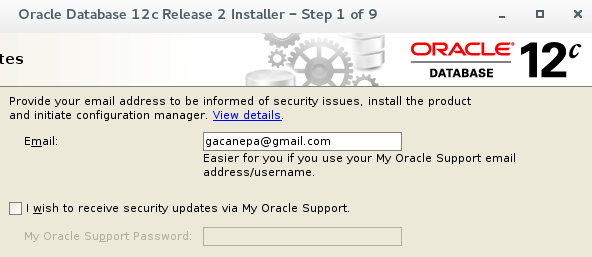 Oracle Database 12c Release 2 Installer – Step 1 of 9
tes
ORACLE
DATABASE
12c
Provide your email address to be informed of security issues, install the product
and initiate configuration manager. View details.
Email:
gacanepa@gmail.com
Easier for you if you use your My Oracle Support email
address/username.
I wish to receive security updates via My Oracle Support.
My Oracle Support Password: